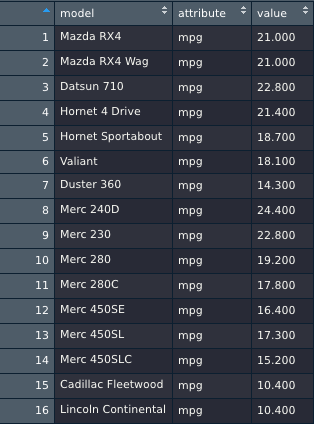 model attribute value
1 Mazda RX4 mpg 21.000
2 Mazda RX4 Wag mpg 21.000
3 Datsun 710 mpg 22.800
4 Hornet 4 Drive mpg 21.400
5 Hornet Sportabout mpg 18.700
6 Valiant mpg 18.100
7 Duster 360 mpg 14.300
8 Merc 240D mpg 24.400
9 Merc 230 mpg 22.800
10 Merc 280 mpg 19.200
11 Merc 280C mpg 17.800
12 Merc 450SE mpg 16.400
13 Merc 450SL mpg 17.300
14 Merc 450SLC mpg 15.200
15 Cadillac Fleetwood mpg 10.400
16 Lincoln Continental mpg 10.400